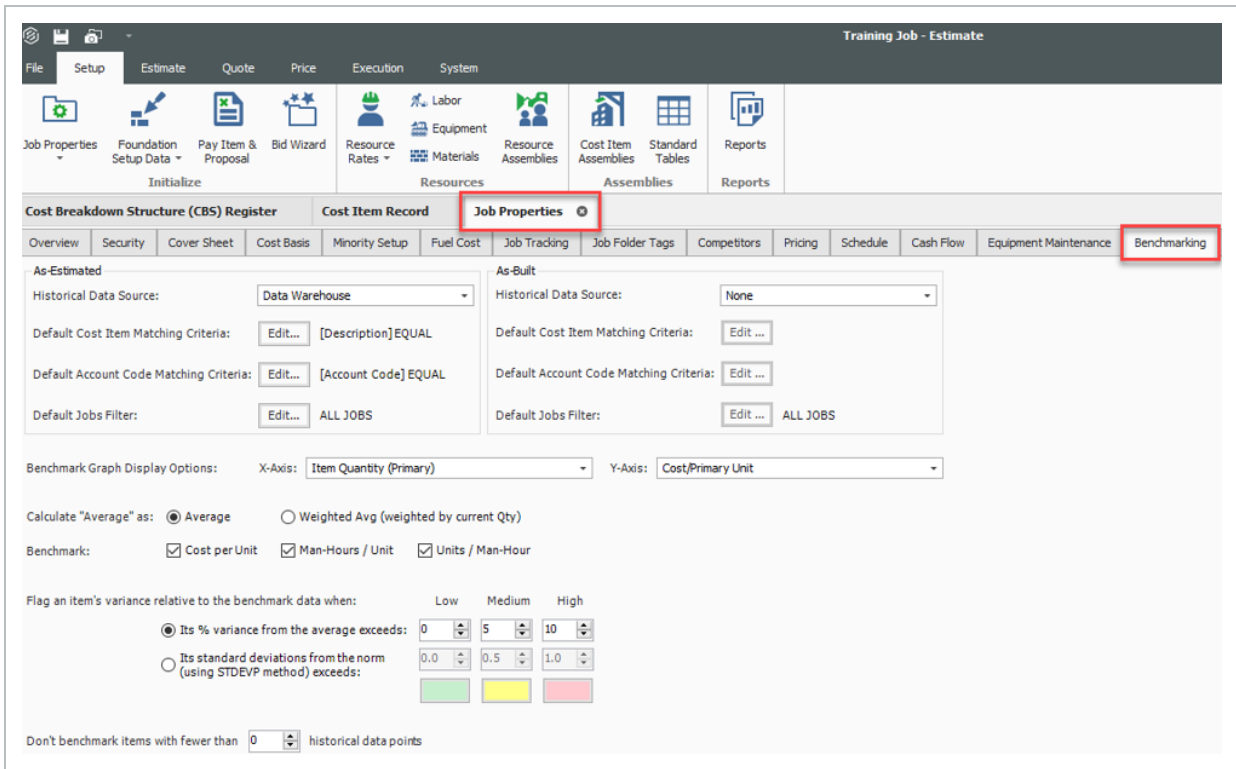 Training Job - Estimate
File Setup Estimate Quote Price Execution System
Job Properties
Foundation Setup Data
Pay Item & Proposal
Bid Wizard
Initialize
Resource Rates
Labor
Equipment
Materials
Resource Assemblies
Resources
Cost Item Assemblies
Standard Tables
Assemblies
Reports
Reports
Cost Breakdown Structure (CBS) Register Cost Item Record Job Properties
Overview Security Cover Sheet Cost Basis Minority Setup Fuel Cost Job Tracking Job Folder Tags Competitors Pricing Schedule Cash Flow Equipment Maintenance Benchmarking
As-Estimated
Historical Data Source: Data Warehouse
Default Cost Item Matching Criteria: Edit... [Description] EQUAL
Default Account Code Matching Criteria: Edit... [Account Code] EQUAL
Default Jobs Filter: Edit... ALL JOBS
As-Built
Historical Data Source: None
Default Cost Item Matching Criteria: Edit ...
Default Account Code Matching Criteria: Edit ...
Default Jobs Filter: Edit ... ALL JOBS
Benchmark Graph Display Options: X-Axis: Item Quantity (Primary) Y-Axis: Cost/Primary Unit
Calculate "Average" as: Average Weighted Avg (weighted by current Qty)
Benchmark: Cost per Unit Man-Hours / Unit Units / Man-Hour
Flag an item's variance relative to the benchmark data when: Low Medium High
Its % variance from the average exceeds: 0 5 10
Its standard deviations from the norm 0.0 0.5 1.0
(using STDEVP method) exceeds:
Don't benchmark items with fewer than 0 historical data points